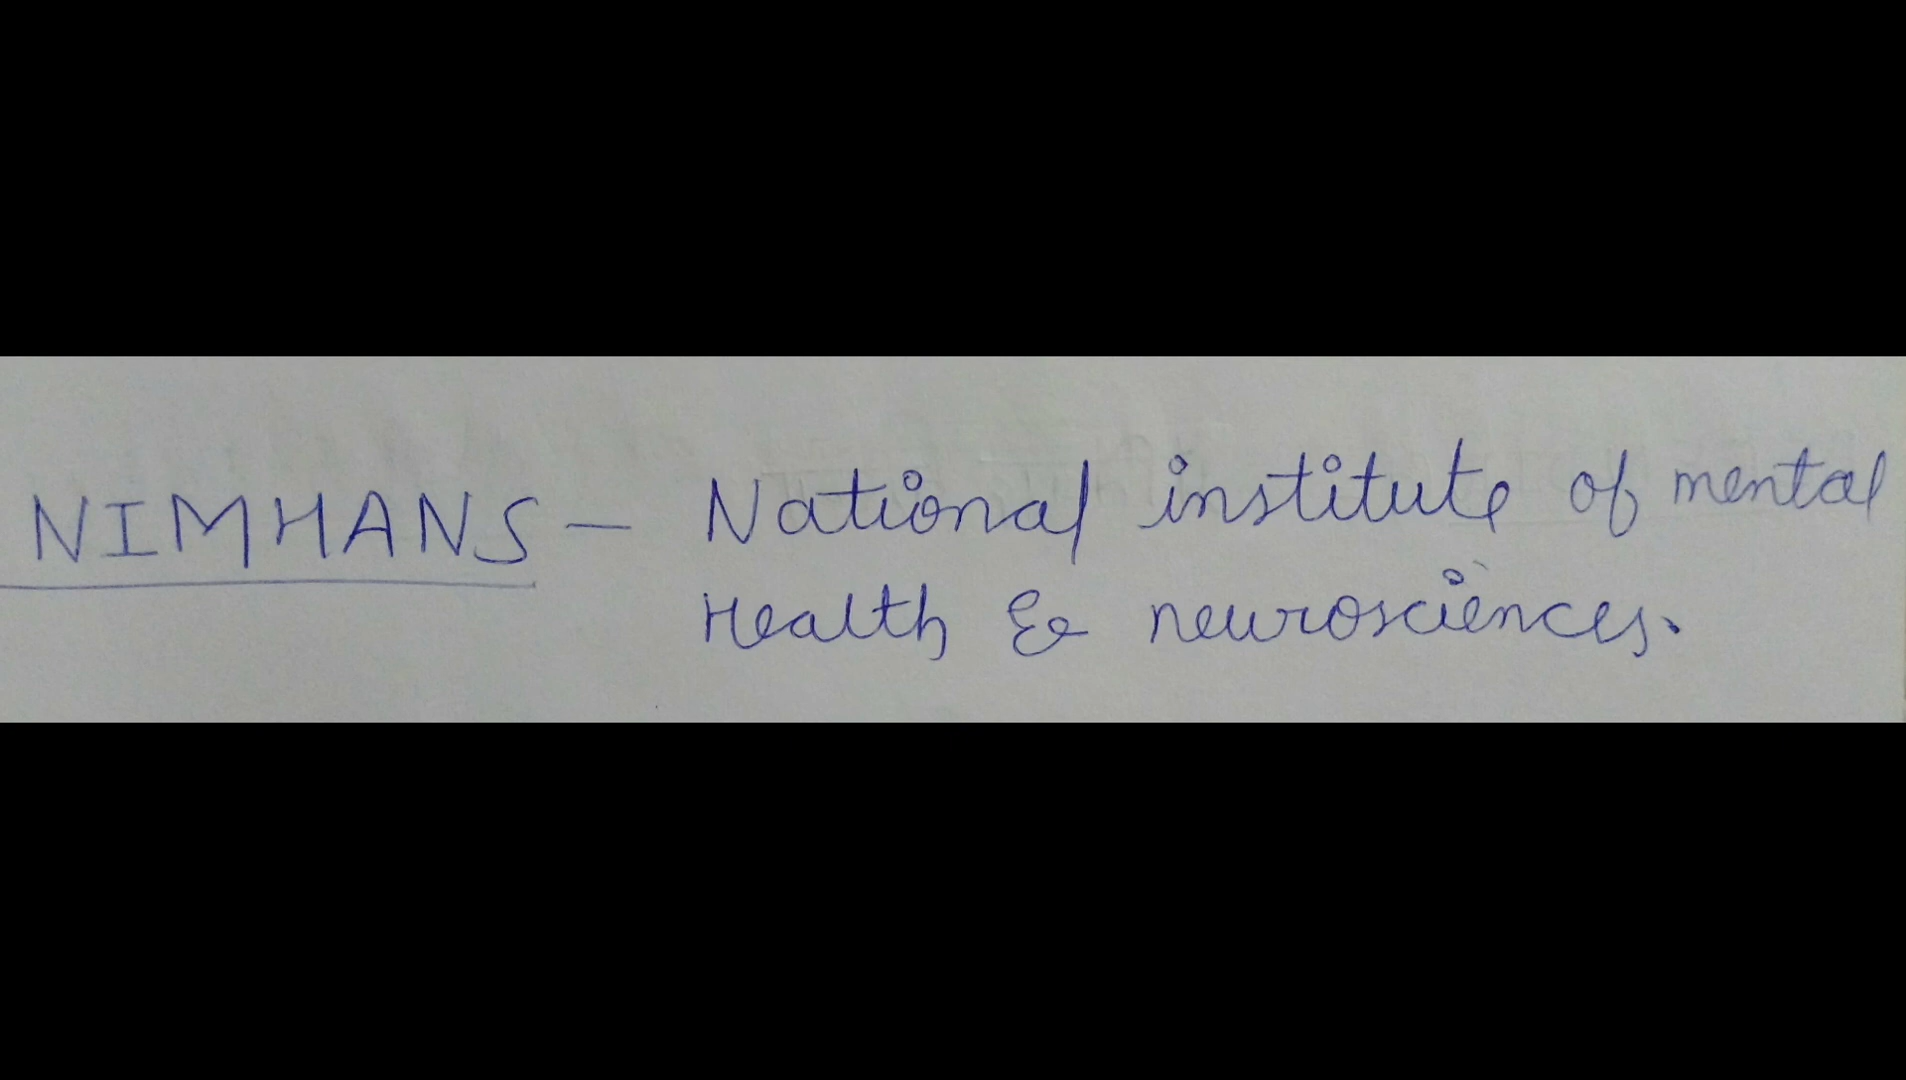 NIMHANS – National institute of mental
Health & neurosciences.